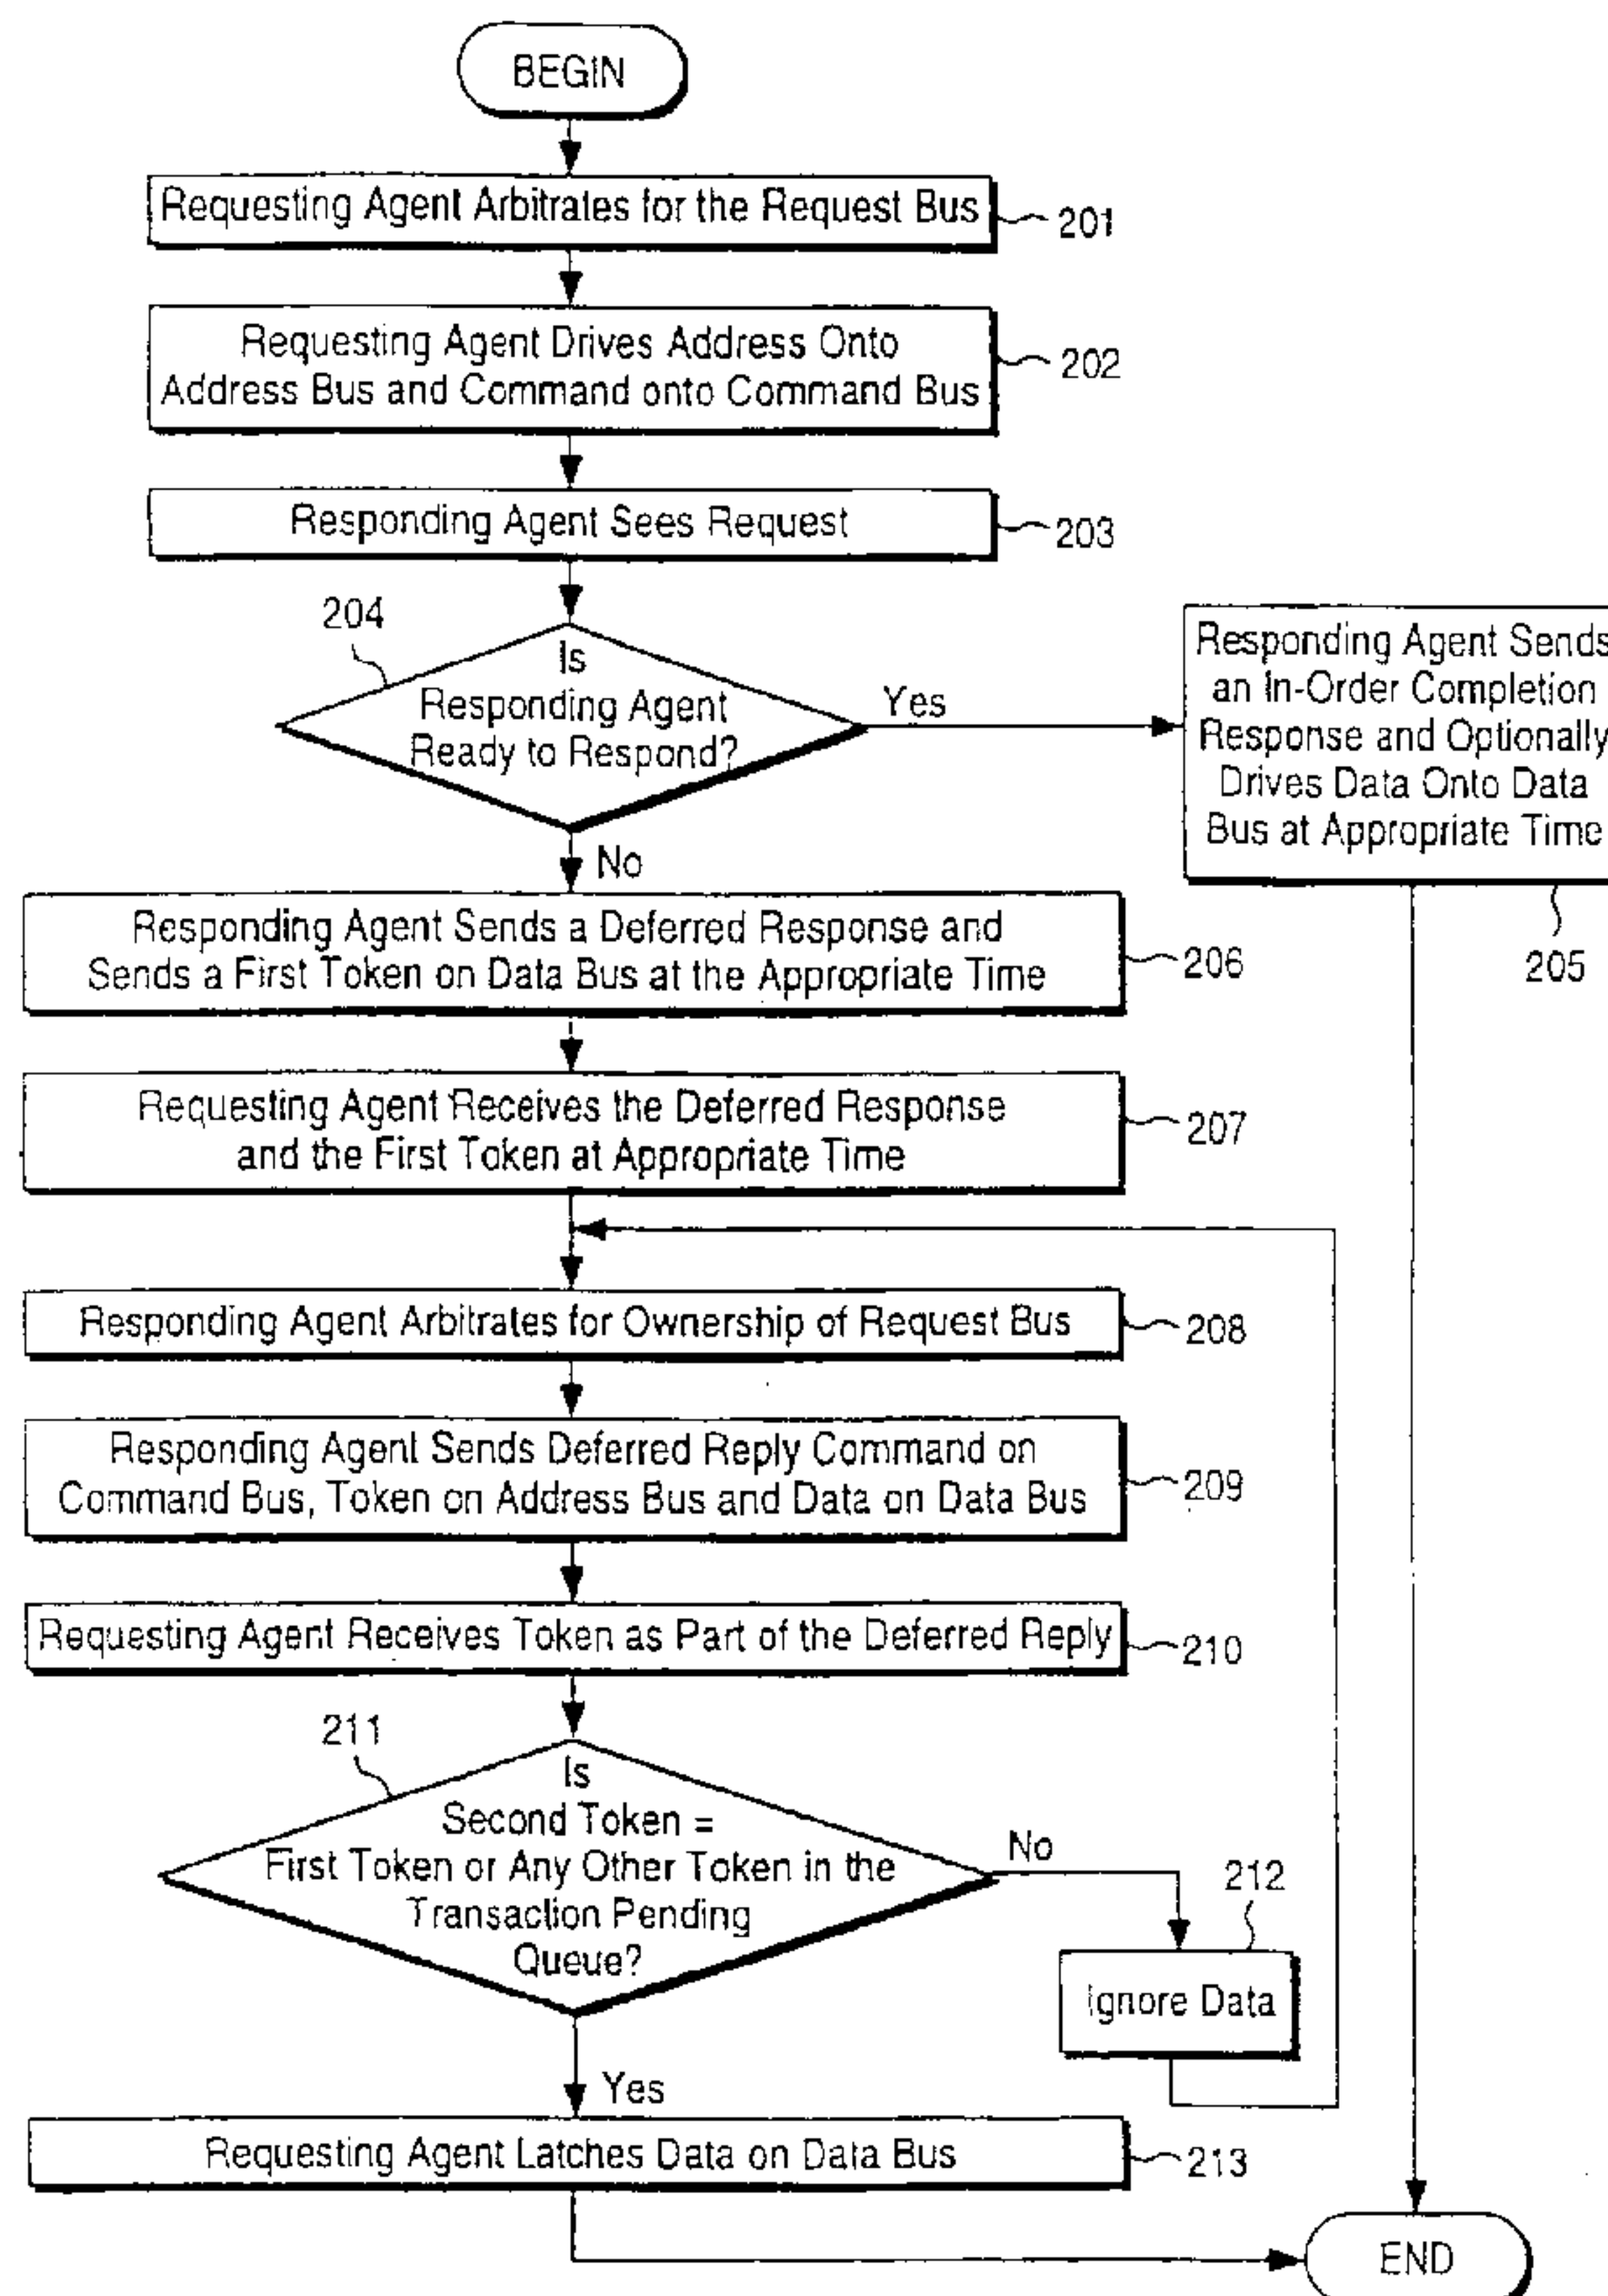 BEGIN
Requesting Agent Arbitrates for the Request Bus
201
Requesting Agent Drives Address Onto
Address Bus and Command onto Command Bus
202
Responding Agent Sees Request
203
204
Is
Responding Agent
Ready to Respond?
Yes
Responding Agent Sends
an In-Order Completion
Response and Optionally
Drives Data Onto Data
Bus at Appropriate Time
205
No
Responding Agent Sends a Deferred Response and
Sends a First Token on Data Bus at the Appropriate Time
206
Requesting Agent Receives the Deferred Response
and the First Token at Appropriate Time
207
Responding Agent Arbitrates for Ownership of Request Bus
208
Responding Agent Sends Deferred Reply Command on
Command Bus, Token on Address Bus and Data on Data Bus
209
Requesting Agent Receives Token as Part of the Deferred Reply
210
211
Is
Second Token =
First Token or Any Other Token in the
Transaction Pending
Queue?
No
212
Ignore Data
Yes
Requesting Agent Latches Data on Data Bus
213
END